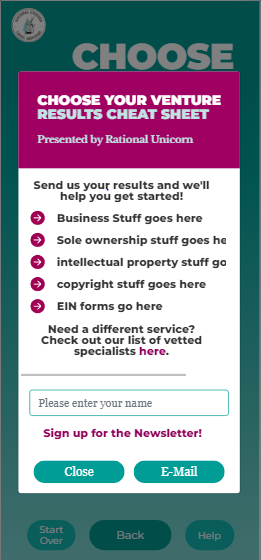 CHOOSE
CHOOSE YOUR VENTURE
RESULTS CHEAT SHEET
Presented by Rational Unicorn
Send us your results and we'll
help you get started!
Business Stuff goes here
Sole ownership stuff goes he
intellectual property stuff go
copyright stuff goes here
EIN forms go here
Need a different service?
Check out our list of vetted
specialists here.
Please enter your name
Sign up for the Newsletter!
Close
E-Mail
Start
Over
Back
Help